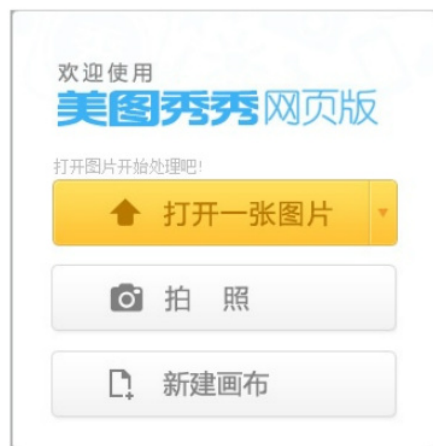 欢迎使用
美图秀秀网页版
打开图片开始处理吧!
打开一张图片
拍 照
新建画布